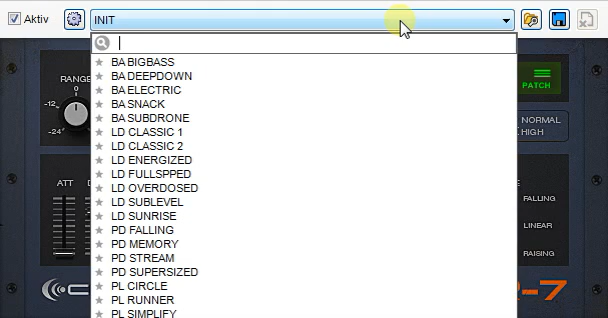 Aktiv
INIT
BA BIGBASS
BA DEEPDOWN
BA ELECTRIC
BA SNACK
BA SUBDRONE
LD CLASSIC 1
LD CLASSIC 2
LD ENERGIZED
LD FULLSPPED
LD OVERDOSED
LD SUBLEVEL
LD SUNRISE
PD FALLING
PD MEMORY
PD STREAM
PD SUPERSIZED
PL CIRCLE
PL RUNNER
PL SIMPLIFY
RANGE
0
-12
-24
ATT
PATCH
NORMAL
HIGH
FALLING
LINEAR
RAISING
-7